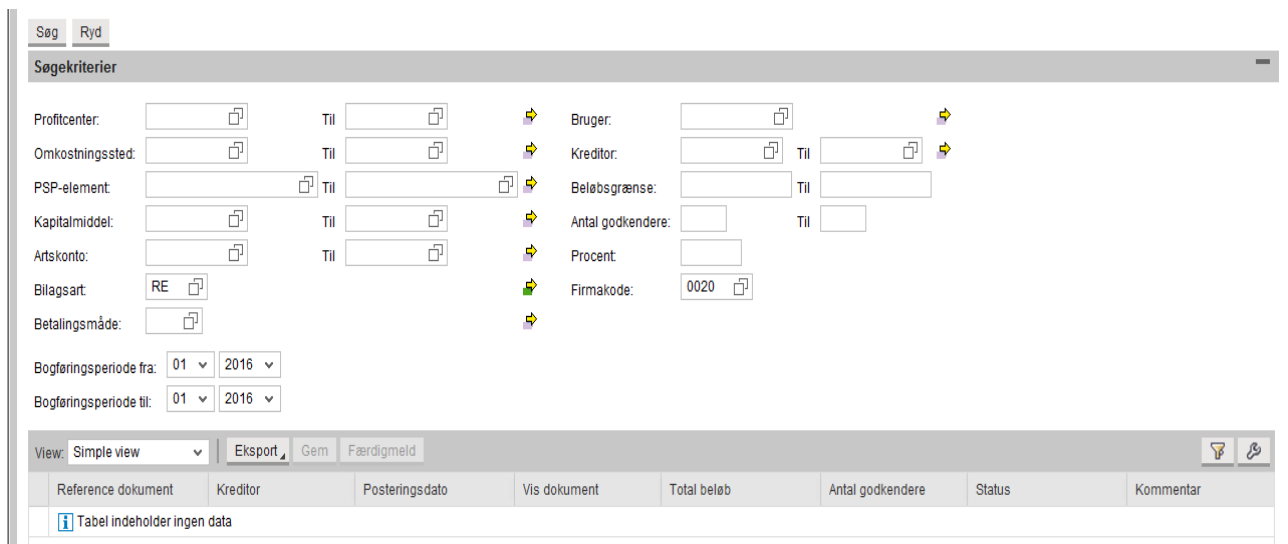 Søg Ryd
Søgekriterier
Profitcenter: Til Bruger:
Omkostningssted: Til Kreditor: Til
PSP-element: Til Beløbsgrænse: Til
Kapitalmiddel: Til Antal godkendere: Til
Artskonto: Til Procent:
Bilagsart: RE Firmakode: 0020
Betalingsmåde:
Bogføringsperiode fra: 01 2016
Bogføringsperiode til: 01 2016
View: Simple view Eksport Gem Færdigmeld
Reference dokument Kreditor Posteringsdato Vis dokument Total beløb Antal godkendere Status Kommentar
Tabel indeholder ingen data